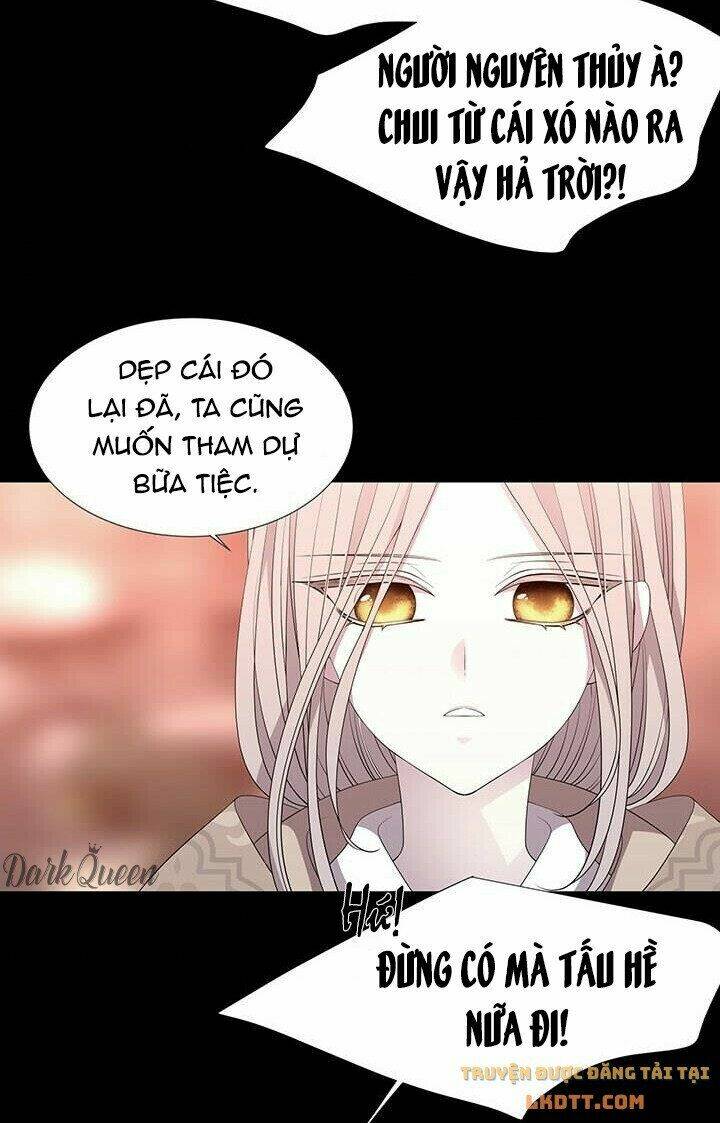 NGƯỜI NGUYÊN THỦY À?
CHUI TỪ CÁI XÓ NÀO RA
VẬY HẢ TRỜI?!
DẸP CÁI ĐÓ
LẠI ĐÃ, TA CŨNG
MUỐN THAM DỰ
BỮA TIỆC.
DarkQueen
Hứ!
ĐỪNG CÓ MÀ TẤU HỀ
NỮA ĐI!
TRUYỆN ĐƯỢC ĐĂNG TẢI TẠI
LKDTT.COM